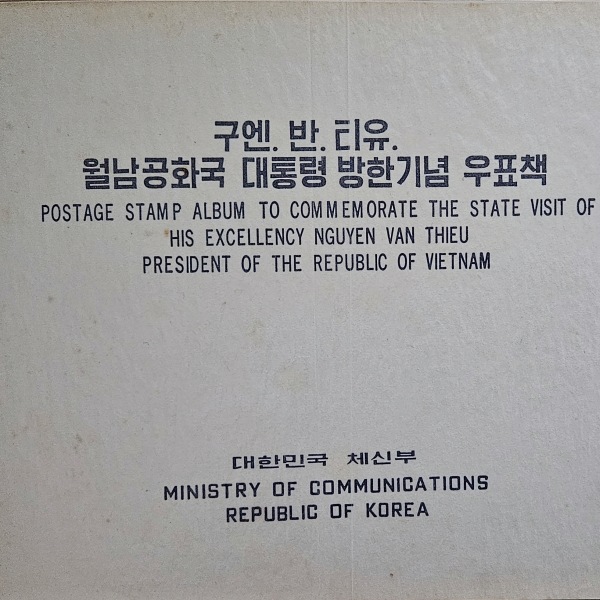 구엔. 반. 티유.
월남공화국 대통령 방한기념 우표책
POSTAGE STAMP ALBUM TO COMMEMORATE THE STATE VISIT OF
HIS EXCELLENCY NGUYEN VAN THIEU
PRESIDENT OF THE REPUBLIC OF VIETNAM
대한민국 체신부
MINISTRY OF COMMUNICATIONS
REPUBLIC OF KOREA